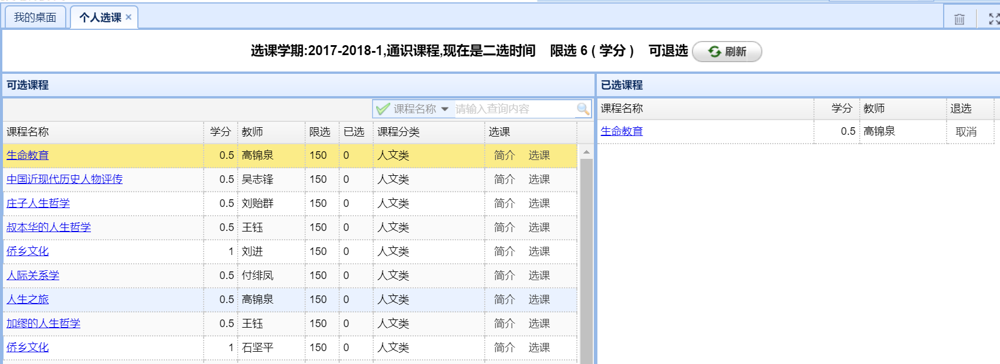 我的桌面 个人选课 ×
选课学期:2017-2018-1,通识课程,现在是二选时间 限选 6 ( 学分 ) 可退选 刷新
可选课程
课程名称 请输入查询内容
课程名称 学分 教师 限选 已选 课程分类 选课
生命教育 0.5 高锦泉 150 0 人文类 简介 选课
中国近现代历史人物评传 0.5 吴志锋 150 0 人文类 简介 选课
庄子人生哲学 0.5 刘贻群 150 0 人文类 简介 选课
叔本华的人生哲学 0.5 王钰 150 0 人文类 简介 选课
侨乡文化 1 刘进 150 0 人文类 简介 选课
人际关系学 0.5 付绯凤 150 0 人文类 简介 选课
人生之旅 0.5 高锦泉 150 0 人文类 简介 选课
加缪的人生哲学 0.5 王钰 150 0 人文类 简介 选课
侨乡文化 1 石坚平 150 0 人文类 简介 选课
已选课程
课程名称 学分 教师 退选
生命教育 0.5 高锦泉 取消